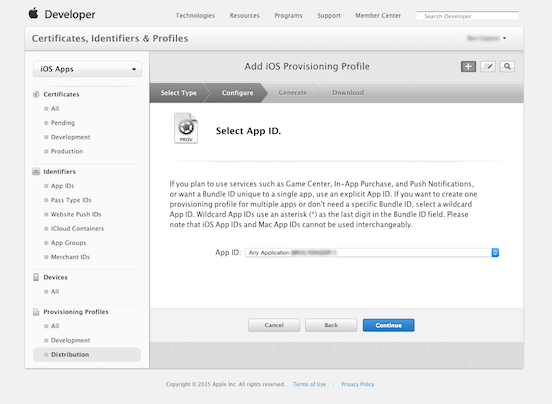 Developer
Technologies Resources Programs Support Member Center Search Developer
Certificates, Identifiers & Profiles
iOS Apps
Certificates
All
Pending
Development
Production
Identifiers
App IDs
Pass Type IDs
Website Push IDs
iCloud Containers
App Groups
Merchant IDs
Devices
All
Provisioning Profiles
All
Development
Distribution
Add iOS Provisioning Profile
Select Type Configure Generate Download
PROV
Select App ID.
If you plan to use services such as Game Center, In-App Purchase, and Push Notifications,
or want a Bundle ID unique to a single app, use an explicit App ID. If you want to create one
provisioning profile for multiple apps or don't need a specific Bundle ID, select a wildcard
App ID. Wildcard App IDs use an asterisk (*) as the last digit in the Bundle ID field. Please
note that iOS App IDs and Mac App IDs cannot be used interchangeably.
App ID: Any Application
Cancel Back Continue
Copyright © 2015 Apple Inc. All rights reserved. Terms of Use | Privacy Policy